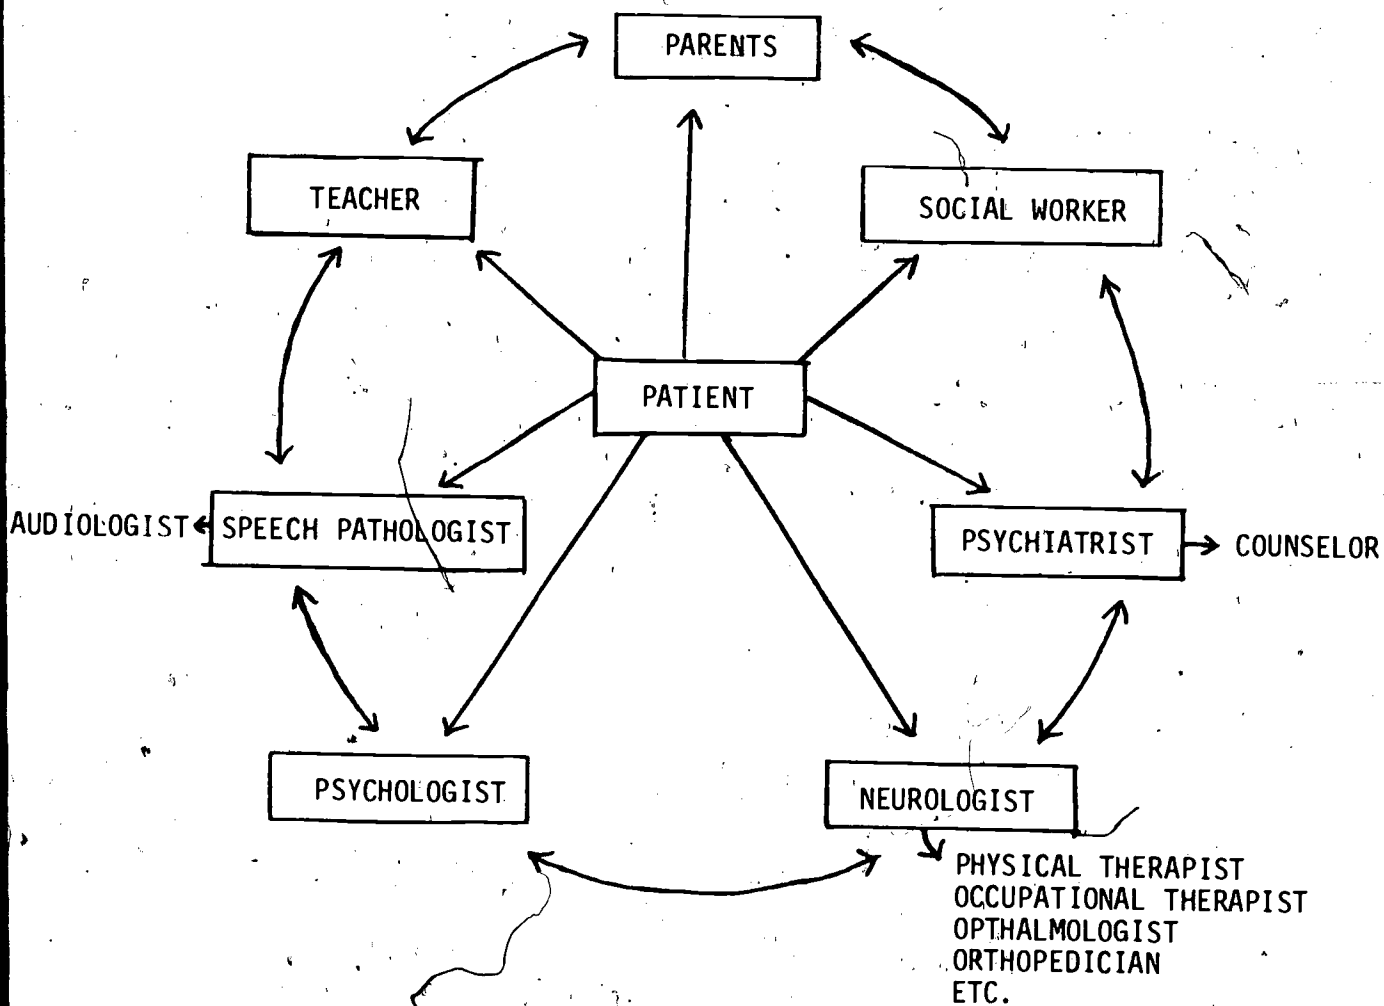 PARENTS
TEACHER
SOCIAL WORKER
PATIENT
AUDIOLOGIST
SPEECH PATHOLOGIST
PSYCHIATRIST
COUNSELOR
PSYCHOLOGIST
NEUROLOGIST
PHYSICAL THERAPIST
OCCUPATIONAL THERAPIST
OPTHALMOLOGIST
ORTHOPEDICIAN
ETC.